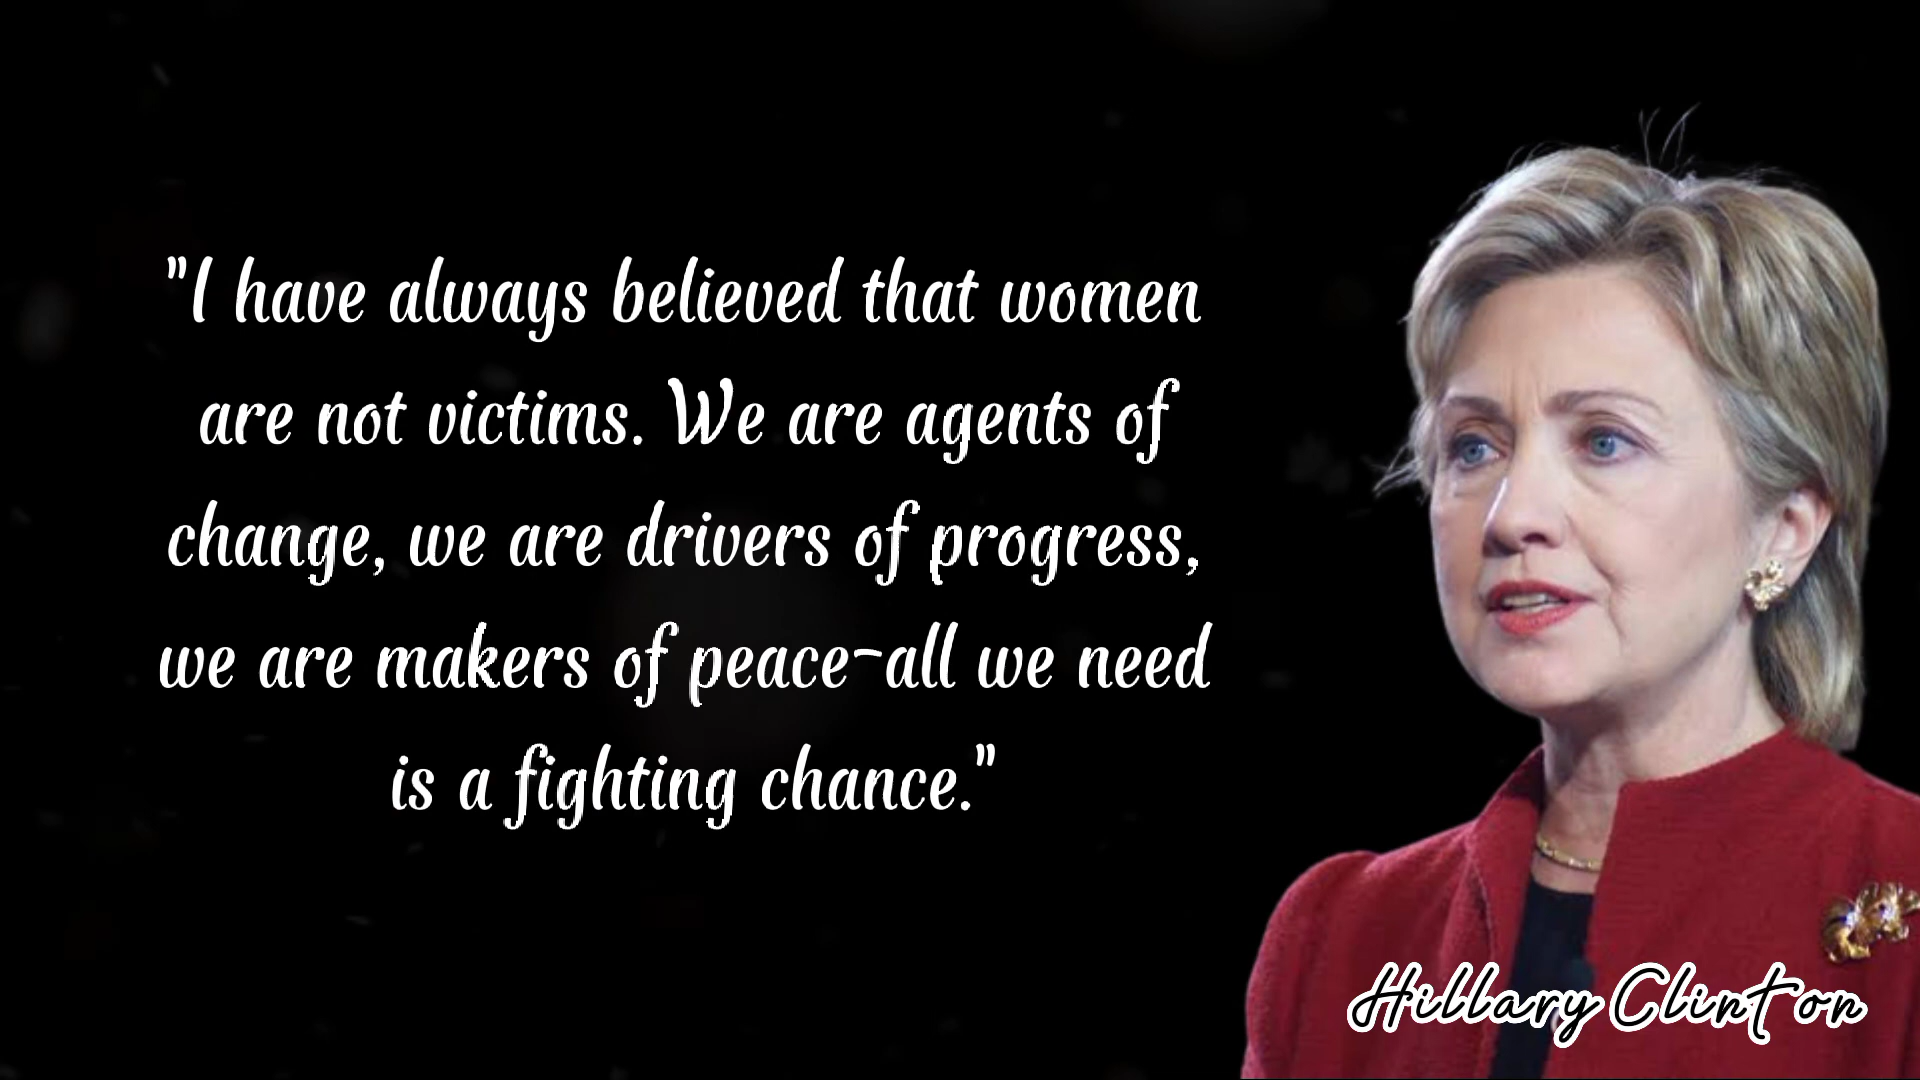 "I have always believed that women
are not victims. We are agents of
change, we are drivers of progress,
we are makers of peace-all we need
is a fighting chance."
Hillary Clinton